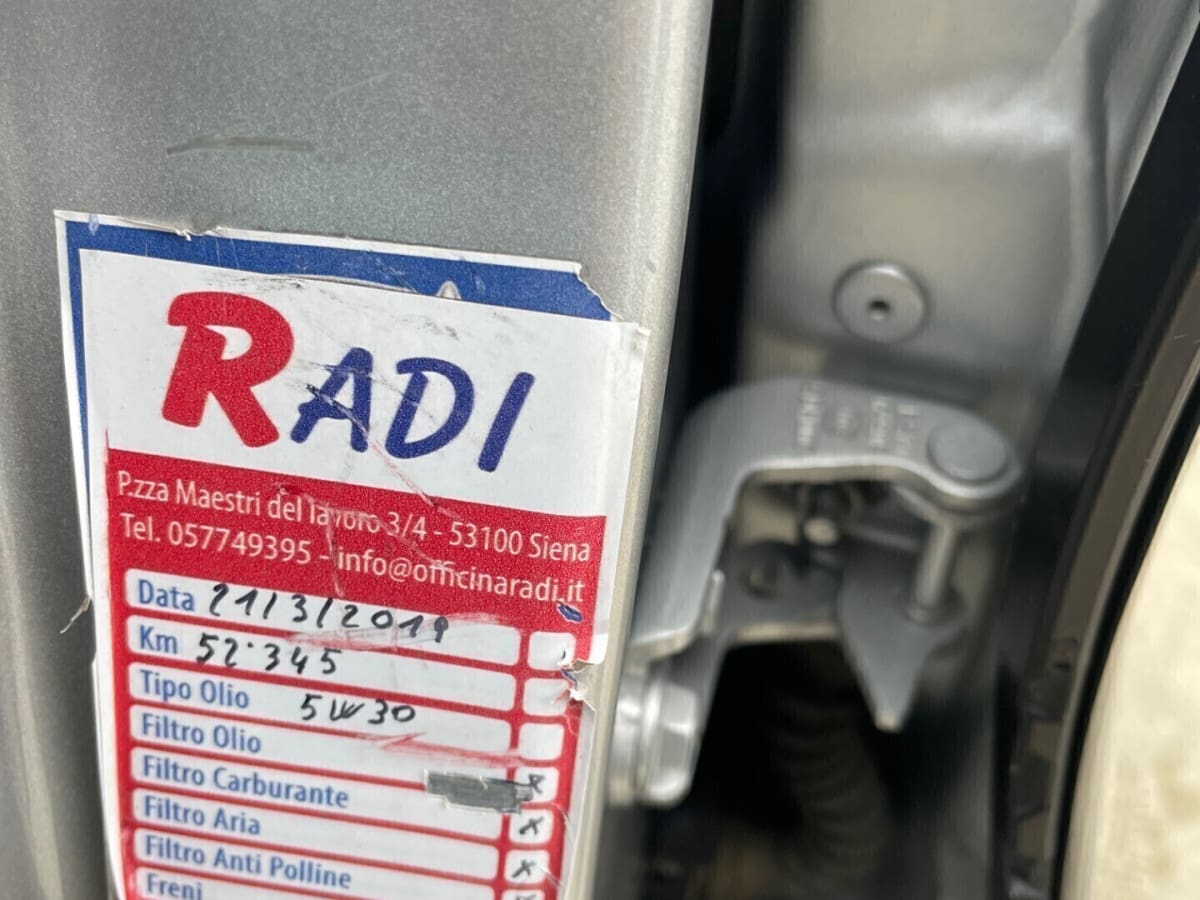 RADI
P.zza Maestri del lavoro 3/4 - 53100 Siena
Tel. 057749395 - info@officinaradi.it
Data 21/3/2019
Km 52.345
Tipo Olio 5W30
Filtro Olio
Filtro Carburante x
Filtro Aria x
Filtro Anti Polline x
Freni